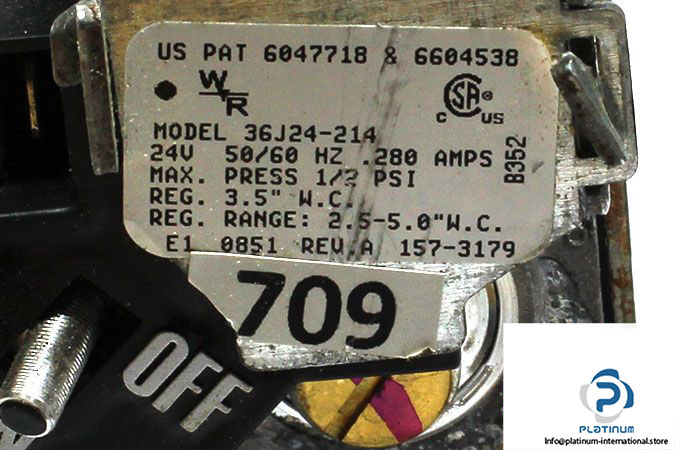 US PAT 6047718 & 6604538
WR
C SA ® C US
MODEL 36J24-214
24V 50/60 HZ .280 AMPS
B352
MAX. PRESS 1/2 PSI
REG. 3.5" W.C.
REG. RANGE: 2.5-5.0"W.C.
E1 0851 REV.A 157-3179
709
OFF
PLATINUM
Info@platinum-international.store